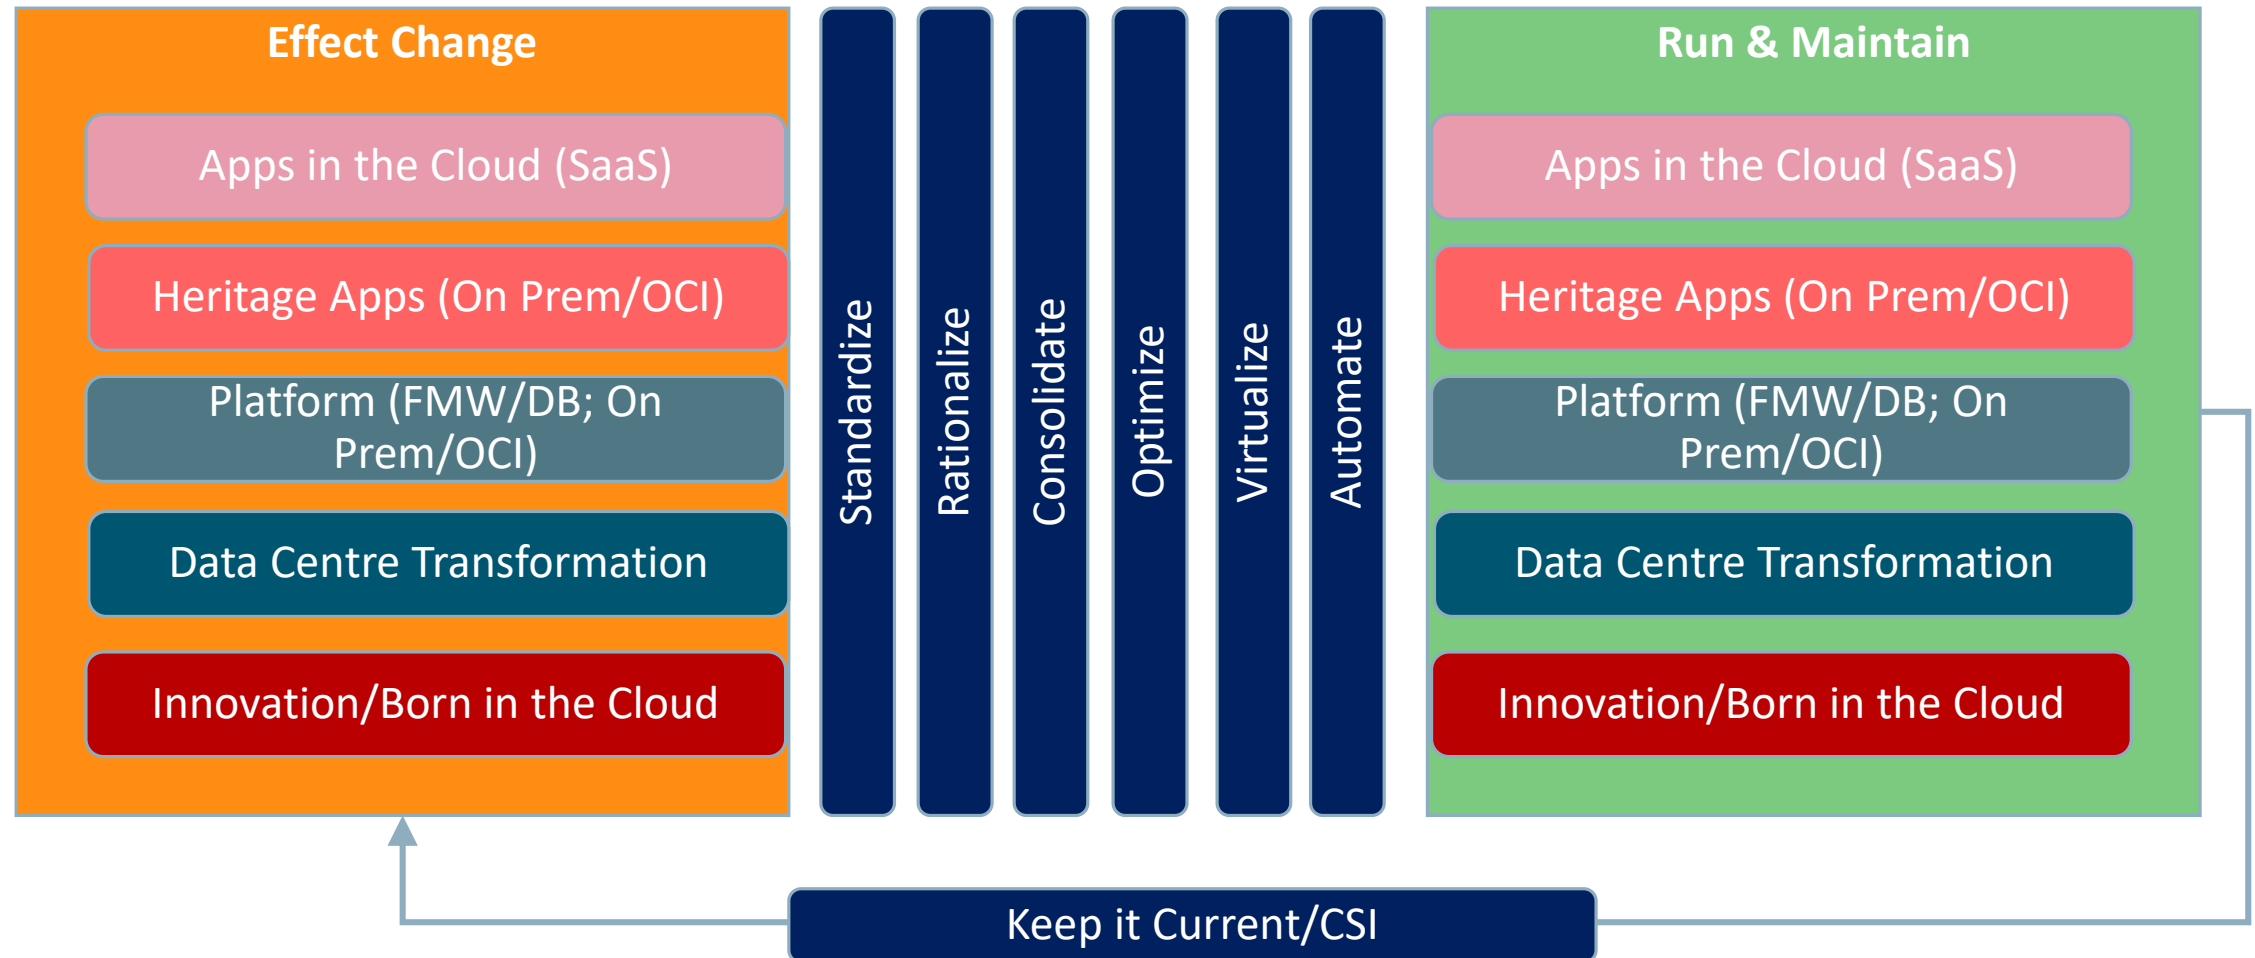 Effect Change
Apps in the Cloud (SaaS)
Heritage Apps (On Prem/OCI)
Platform (FMW/DB; On
Prem/OCI)
Data Centre Transformation
Innovation/Born in the Cloud
Standardize
Rationalize
Consolidate
Optimize
Virtualize
Automate
Run & Maintain
Apps in the Cloud (SaaS)
Heritage Apps (On Prem/OCI)
Platform (FMW/DB; On
Prem/OCI)
Data Centre Transformation
Innovation/Born in the Cloud
Keep it Current/CSI